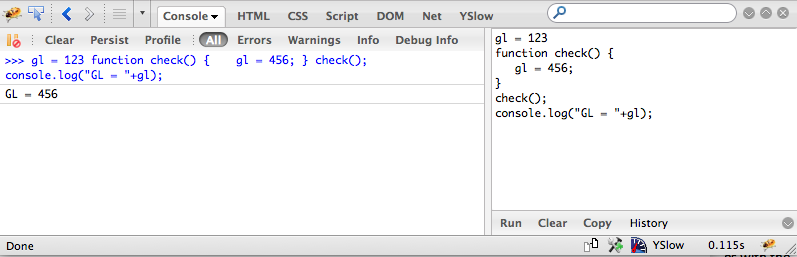 Console HTML CSS Script DOM Net YSlow
Clear Persist Profile All Errors Warnings Info Debug Info
>>> gl = 123 function check() {    gl = 456; } check();
console.log("GL = "+gl);
GL = 456
gl = 123
function check() {
   gl = 456;
}
check();
console.log("GL = "+gl);
Run Clear Copy History
Done YSlow 0.115s